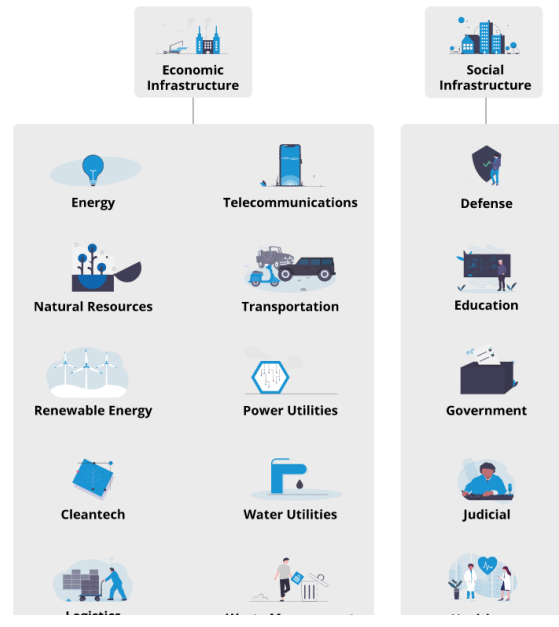 Economic
Infrastructure
Social
Infrastructure
Energy
Telecommunications
Defense
Natural Resources
Transportation
Education
Renewable Energy
Power Utilities
Government
Cleantech
Water Utilities
Judicial
Logistics